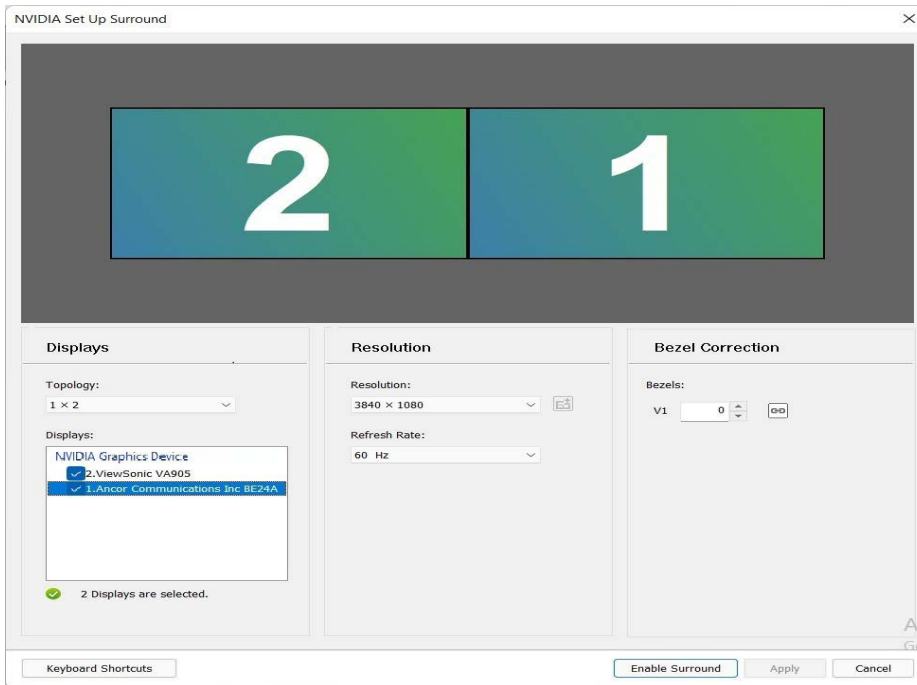 NVIDIA Set Up Surround
2
1
Displays
Resolution
Bezel Correction
Topology:
1 × 2
Displays:
NVIDIA Graphics Device
2.ViewSonic VA905
1.Ancor Communications Inc BE24A
2 Displays are selected.
Resolution:
3840 × 1080
Refresh Rate:
60 Hz
Bezels:
V1 0
Keyboard Shortcuts
Enable Surround
Apply
Cancel